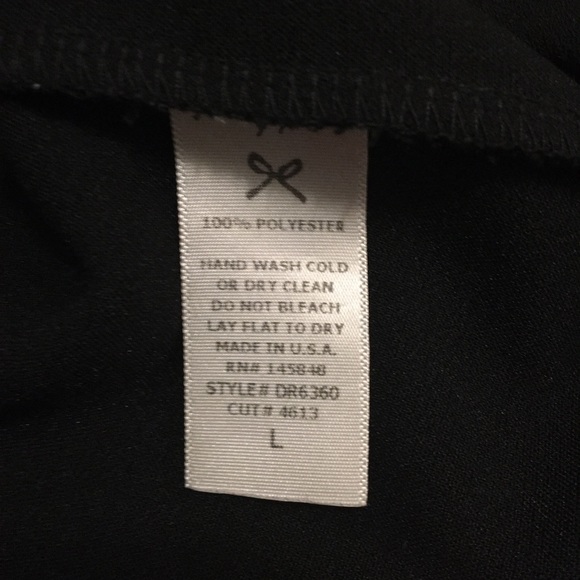 100% POLYESTER
HAND WASH COLD
OR DRY CLEAN
DO NOT BLEACH
LAY FLAT TO DRY
MADE IN U.S.A.
RN# 145848
STYLE# DR6360
CUT# 4613
L